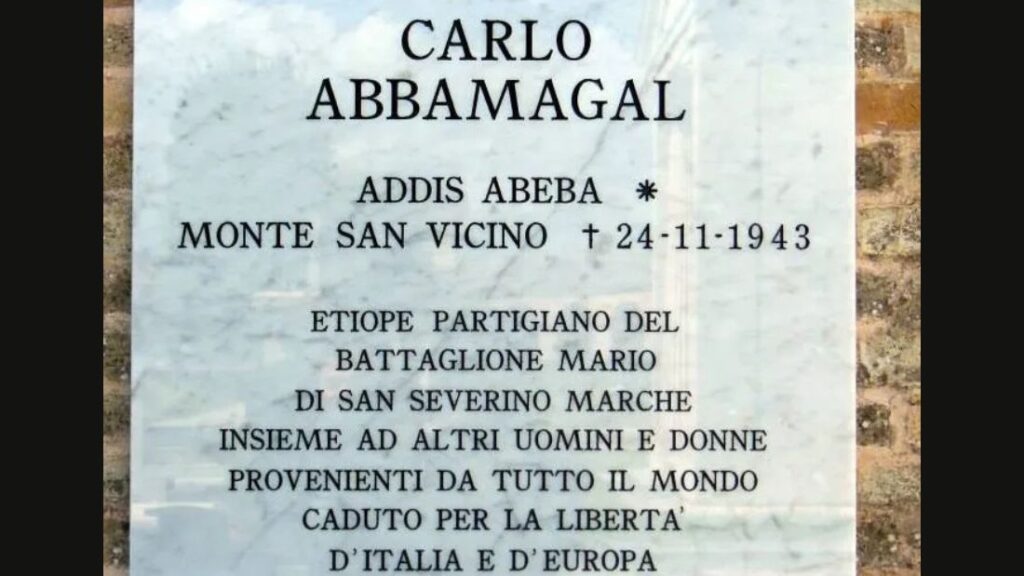 CARLO
ABBAMAGAL
ADDIS ABEBA *
MONTE SAN VICINO † 24-11-1943
ETIOPE PARTIGIANO DEL
BATTAGLIONE MARIO
DI SAN SEVERINO MARCHE
INSIEME AD ALTRI UOMINI E DONNE
PROVENIENTI DA TUTTO IL MONDO
CADUTO PER LA LIBERTA'
D'ITALIA E D'EUROPA